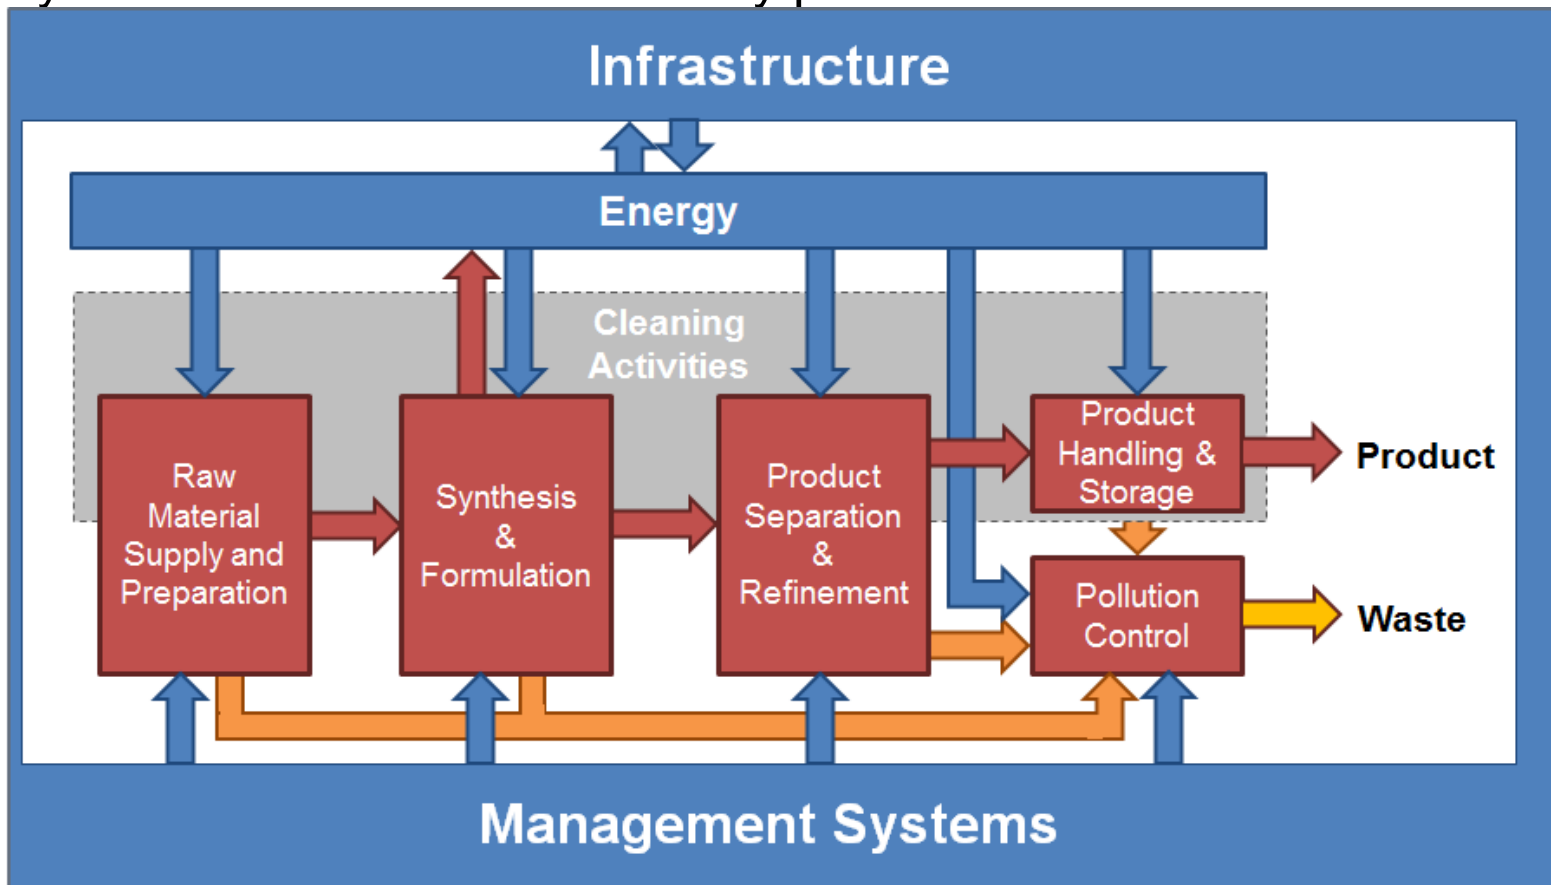 Infrastructure
Energy
Cleaning
Activities
Raw
Material
Supply and
Preparation
Synthesis
&
Formulation
Product
Separation
&
Refinement
Product
Handling &
Storage
Product
Pollution
Control
Waste
Management Systems